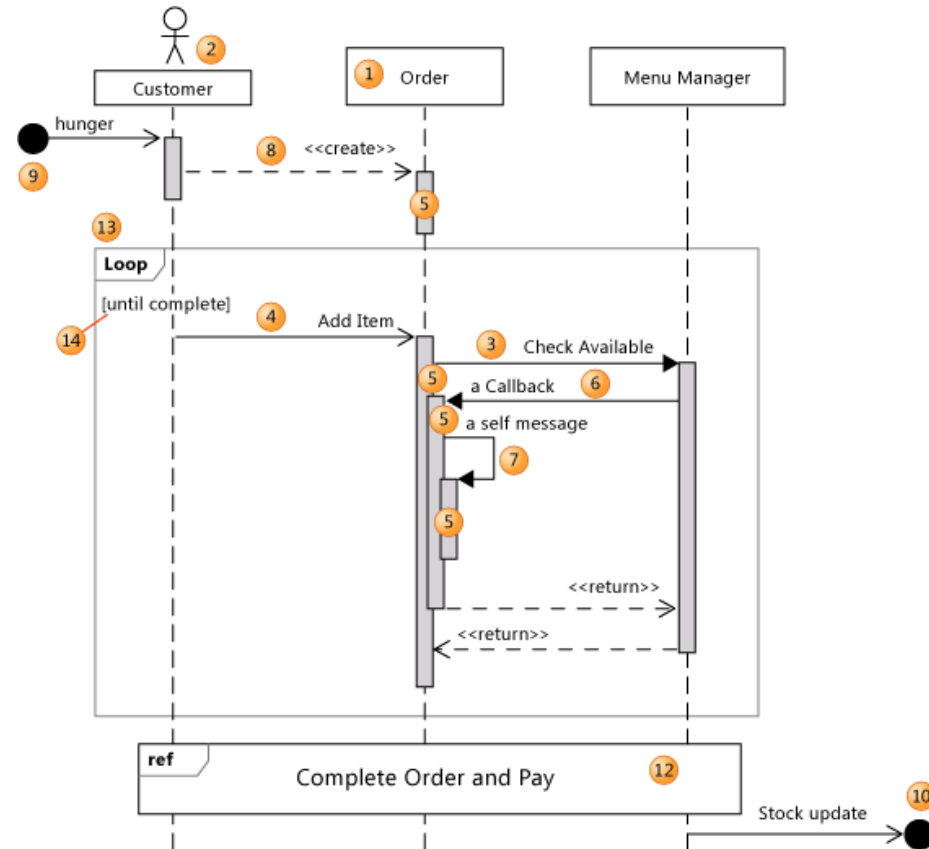 2
1 Order
Menu Manager
Customer
hunger
8 <<create>>
9
5
13
Loop
[until complete]
14
4 Add Item
3 Check Available
5
a Callback 6
5 a self message
7
5
<<return>>
<<return>>
ref
Complete Order and Pay 12
10
Stock update